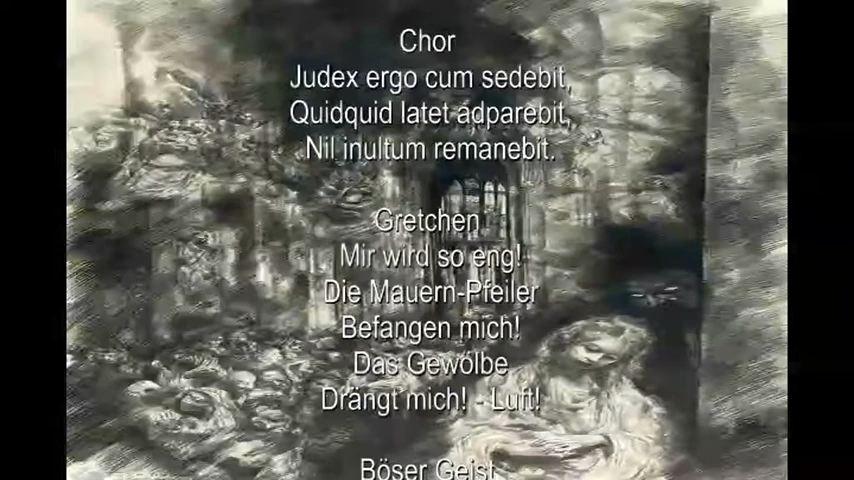 Chor
Judex ergo cum sedebit,
Quidquid latet adparebit,
Nil inultum remanebit.
Gretchen
Mir wird so eng!
Die Mauern-Pfeiler
Befangen mich!
Das Gewölbe
Drängt mich! - Luft!
Böser Geist